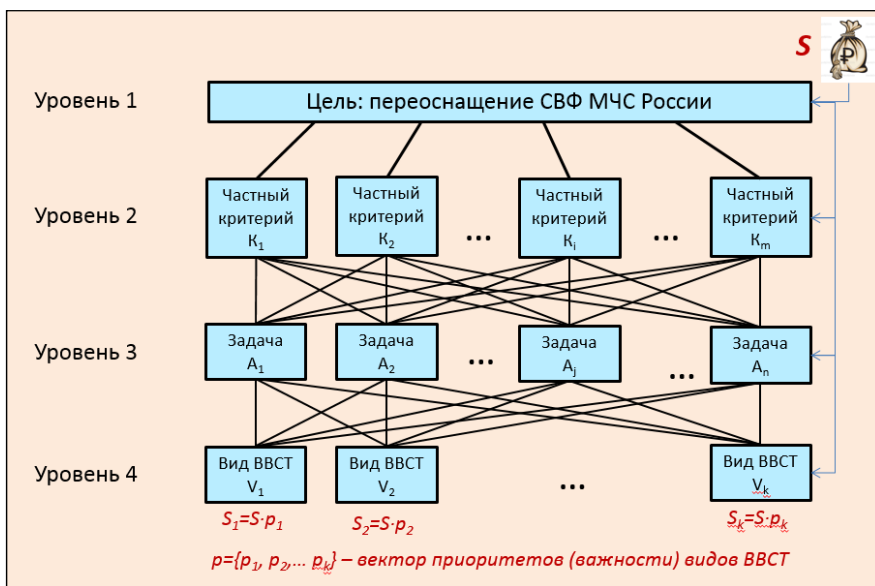 S
₽
Уровень 1
Цель: переоснащение СВФ МЧС России
Уровень 2
Частный
критерий
К₁
Частный
критерий
К₂
...
Частный
критерий
Кᵢ
...
Частный
критерий
Кₘ
Уровень 3
Задача
А₁
Задача
А₂
...
Задача
Аⱼ
...
Задача
Аₙ
Уровень 4
Вид ВВСТ
V₁
Вид ВВСТ
V₂
...
Вид ВВСТ
Vₖ
S₁=S·p₁
S₂=S·p₂
Sₖ=S·pₖ
p={p₁, p₂,... pₖ} – вектор приоритетов (важности) видов ВВСТ